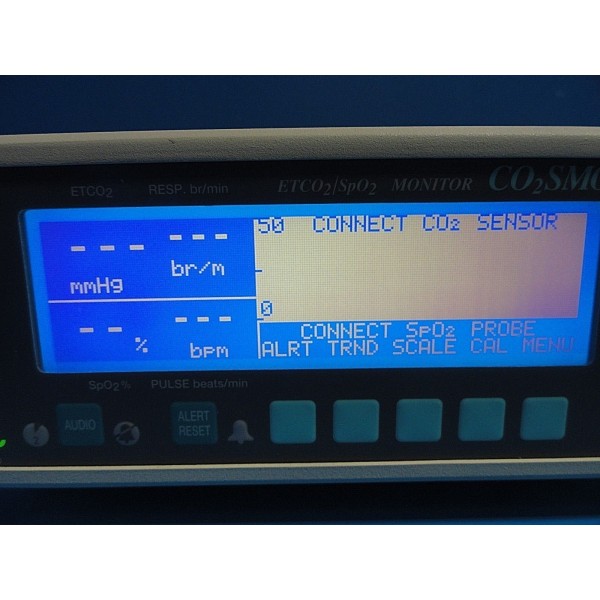 ETCO2 RESP. br/min ETCO2/SpO2 MONITOR CO2SMO
--- --- 50 CONNECT CO2 SENSOR
br/m
mmHg
0
-- --- CONNECT SpO2 PROBE
% bpm ALRT TRND SCALE CAL MENU
SpO2 % PULSE beats/min
AUDIO ALERT RESET